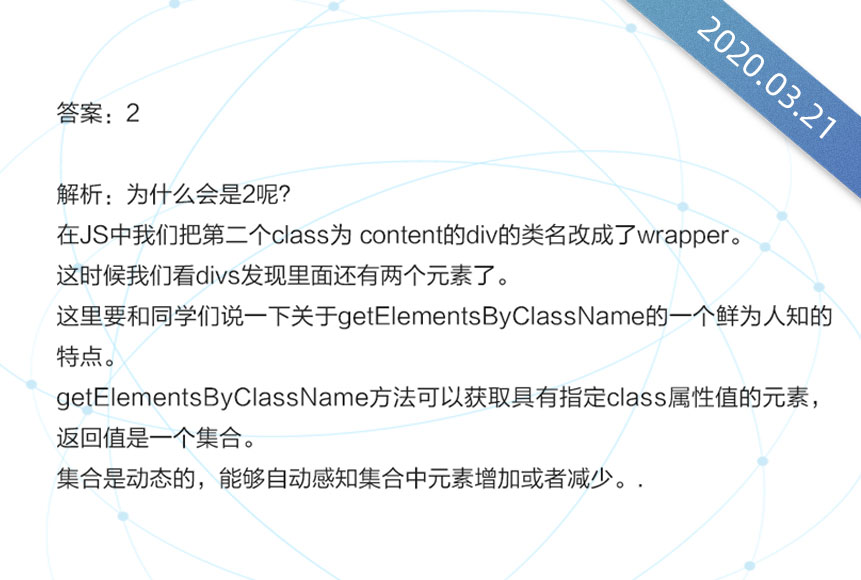 2020.03.21
答案：2
解析：为什么会是2呢?
在JS中我们把第二个class为 content的div的类名改成了wrapper。
这时候我们看divs发现里面还有两个元素了。
这里要和同学们说一下关于getElementsByClassName的一个鲜为人知的
特点。
getElementsByClassName方法可以获取具有指定class属性值的元素，
返回值是一个集合。
集合是动态的，能够自动感知集合中元素增加或者减少。.